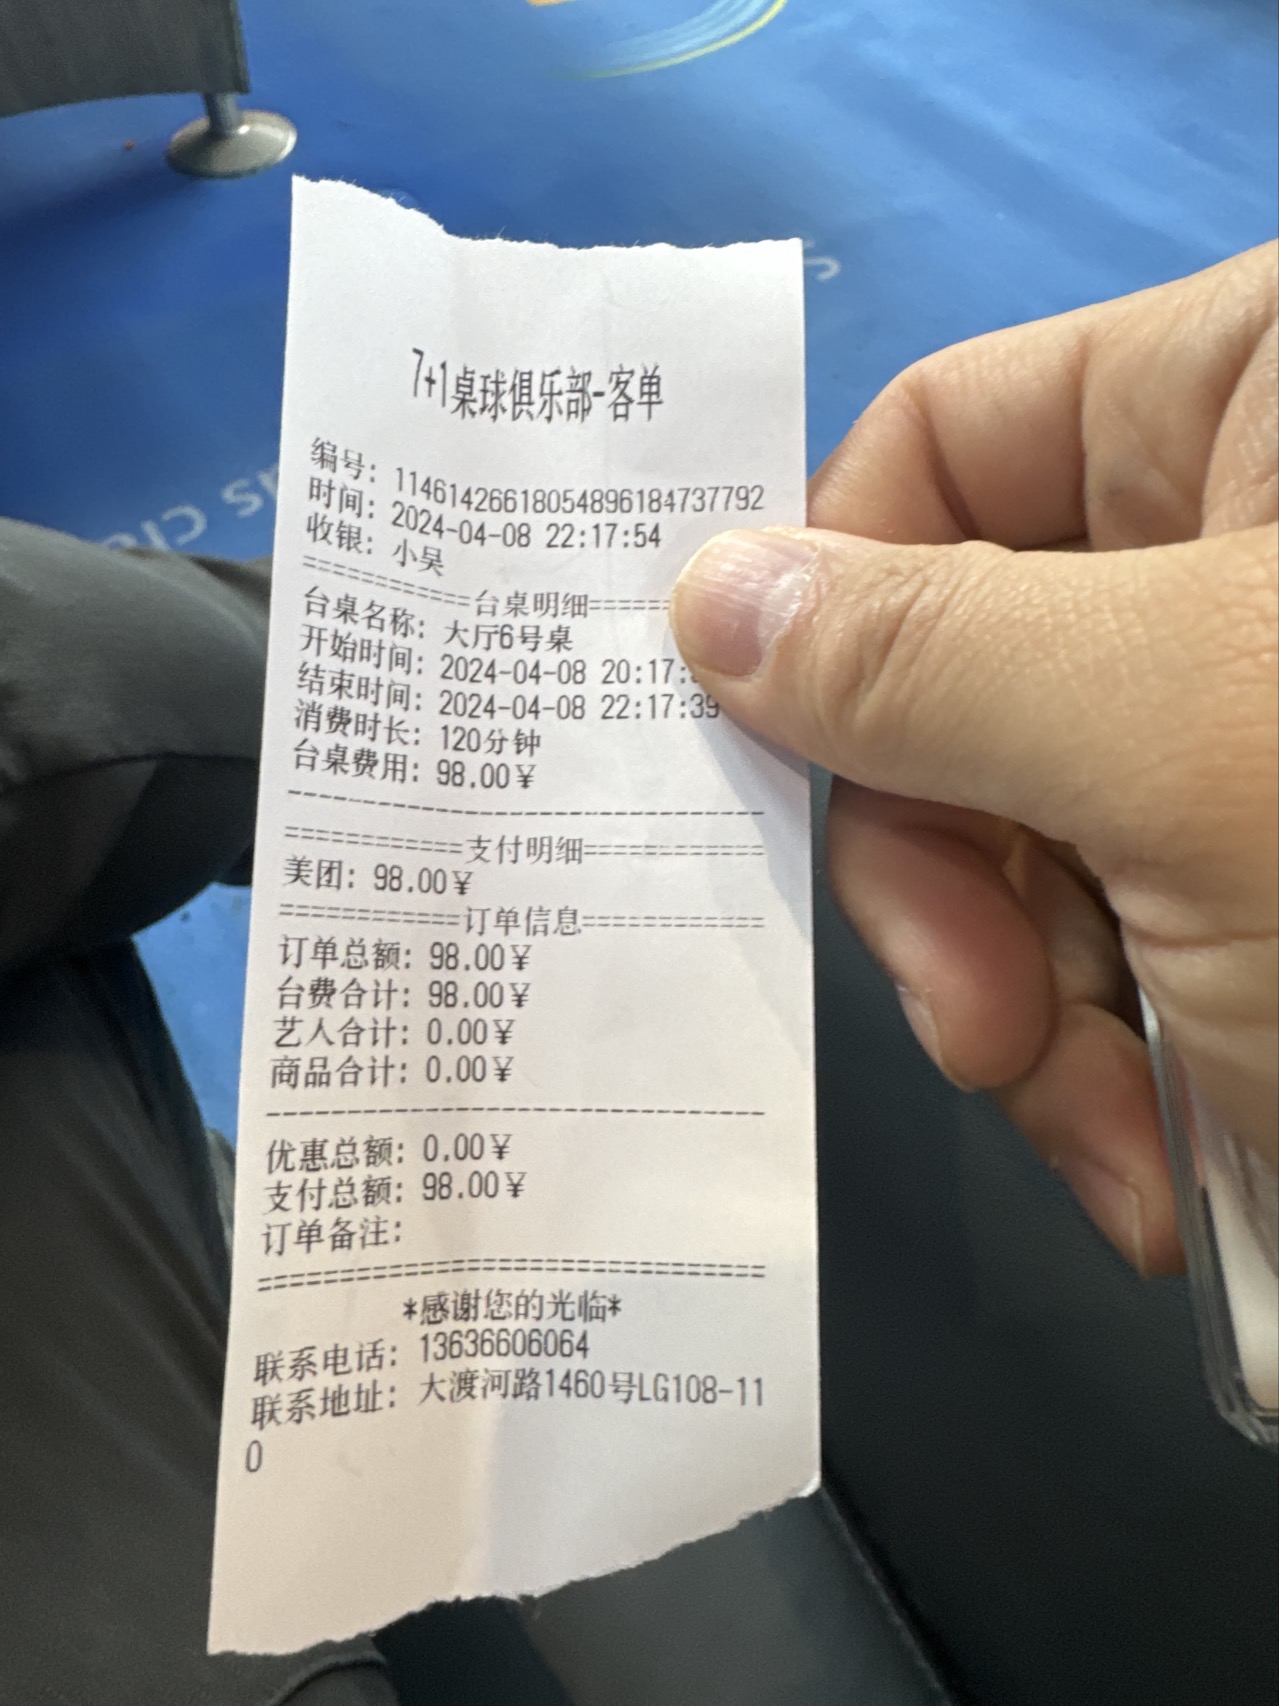 7+1桌球俱乐部-客单
编号: 1146142661805489618473​7792
时间: 2024-04-08 22:17:54
收银: 小吴
============台桌明细======
台桌名称: 大厅6号桌
开始时间: 2024-04-08 20:17:
结束时间: 2024-04-08 22:17:39
消费时长: 120分钟
台桌费用: 98.00¥
--------------------------------
============支付明细============
美团: 98.00¥
============订单信息============
订单总额: 98.00¥
台费合计: 98.00¥
艺人合计: 0.00¥
商品合计: 0.00¥
--------------------------------
优惠总额: 0.00¥
支付总额: 98.00¥
订单备注:
================================
*感谢您的光临*
联系电话: 13636606064
联系地址: 大渡河路1460号LG108-11
0